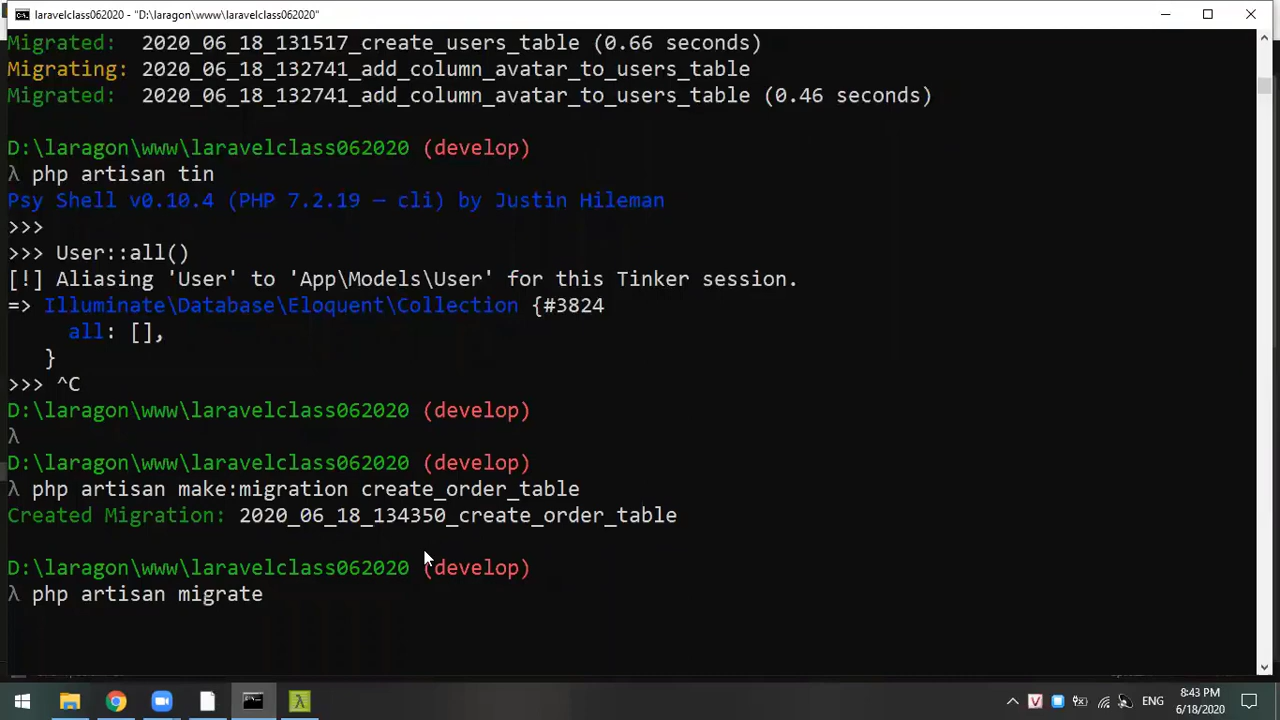 laravelclass062020 - "D:\laragon\www\laravelclass062020"
Migrated:  2020_06_18_131517_create_users_table (0.66 seconds)
Migrating: 2020_06_18_132741_add_column_avatar_to_users_table
Migrated:  2020_06_18_132741_add_column_avatar_to_users_table (0.46 seconds)
D:\laragon\www\laravelclass062020 (develop)
λ php artisan tin
Psy Shell v0.10.4 (PHP 7.2.19 — cli) by Justin Hileman
>>>
>>> User::all()
[!] Aliasing 'User' to 'App\Models\User' for this Tinker session.
=> Illuminate\Database\Eloquent\Collection {#3824
     all: [],
   }
>>> ^C
D:\laragon\www\laravelclass062020 (develop)
λ
D:\laragon\www\laravelclass062020 (develop)
λ php artisan make:migration create_order_table
Created Migration: 2020_06_18_134350_create_order_table
D:\laragon\www\laravelclass062020 (develop)
λ php artisan migrate
V
ENG
8:43 PM
6/18/2020